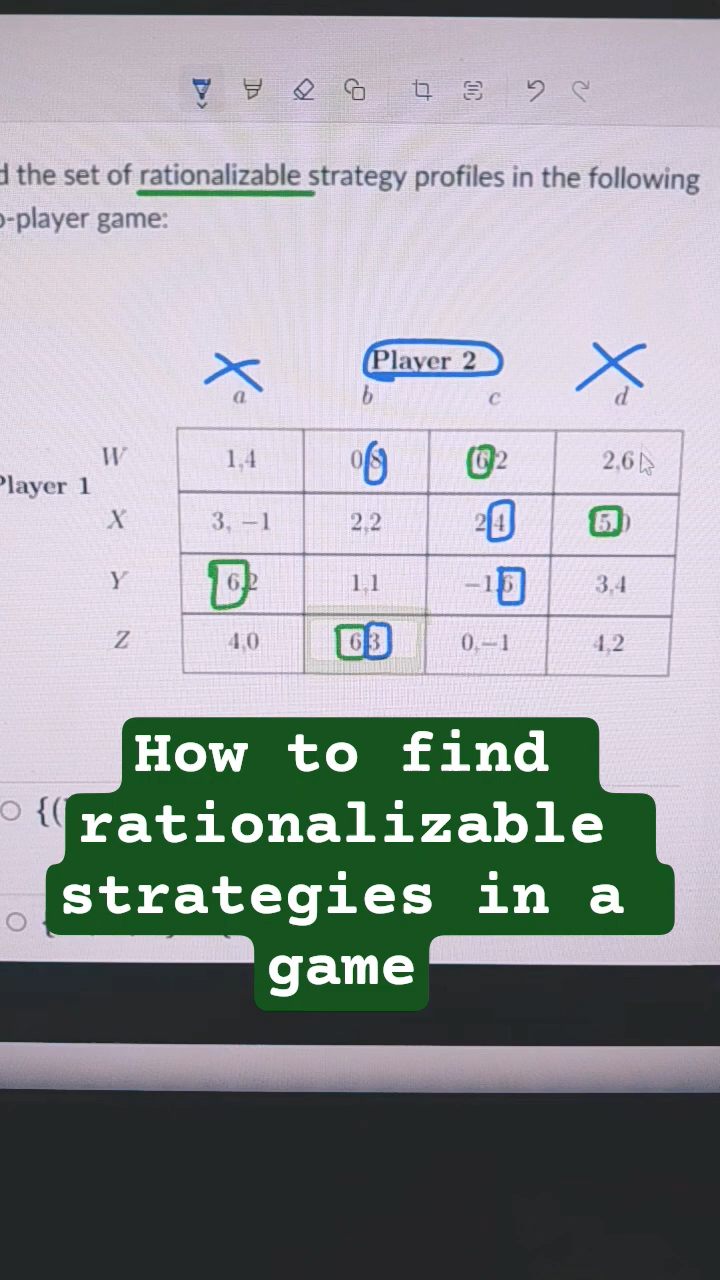 d the set of rationalizable strategy profiles in the following
o-player game:
Player 2
a b c d
W 1,4 0,8 6,2 2,6
Player 1
X 3, −1 2,2 2,4 5,0
Y 6,2 1,1 −1,6 3,4
Z 4,0 6,3 0,−1 4,2
How to find
{(
rationalizable
strategies in a
game